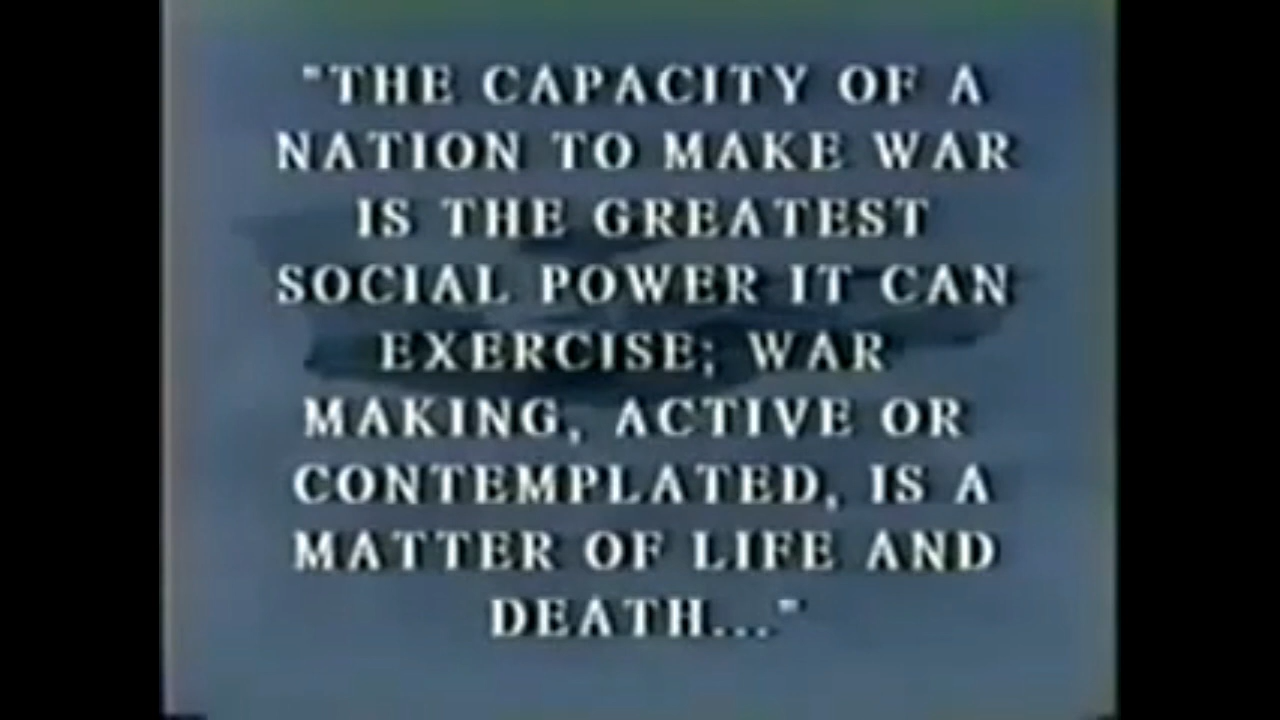 "THE CAPACITY OF A
NATION TO MAKE WAR
IS THE GREATEST
SOCIAL POWER IT CAN
EXERCISE; WAR
MAKING, ACTIVE OR
CONTEMPLATED, IS A
MATTER OF LIFE AND
DEATH..."